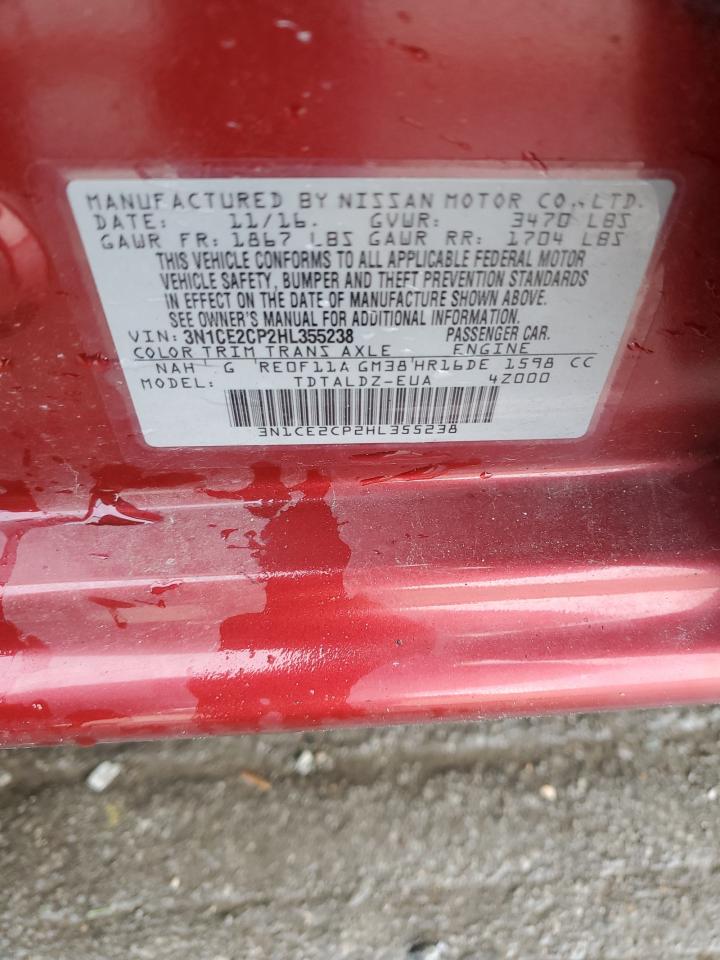 MANUFACTURED BY NISSAN MOTOR CO.,LTD.
DATE: 11/16. GVWR: 3470 LBS
GAWR FR: 1867 LBS GAWR RR: 1704 LBS
THIS VEHICLE CONFORMS TO ALL APPLICABLE FEDERAL MOTOR
VEHICLE SAFETY, BUMPER AND THEFT PREVENTION STANDARDS
IN EFFECT ON THE DATE OF MANUFACTURE SHOWN ABOVE.
SEE OWNER'S MANUAL FOR ADDITIONAL INFORMATION.
VIN: 3N1CE2CP2HL355238 PASSENGER CAR.
COLOR TRIM TRANS AXLE ENGINE
NAH G RE0F11A GM38 HR16DE 1598 CC
MODEL: TDTALDZ-EUA 4Z000
3N1CE2CP2HL355238